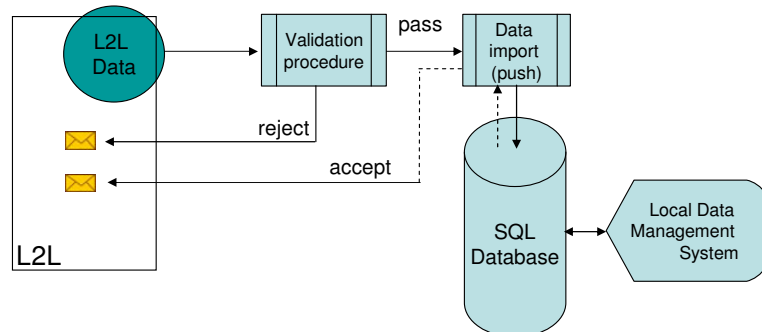 L2L
Data
Validation
procedure
pass
Data
import
(push)
reject
accept
L2L
SQL
Database
Local Data
Management
System